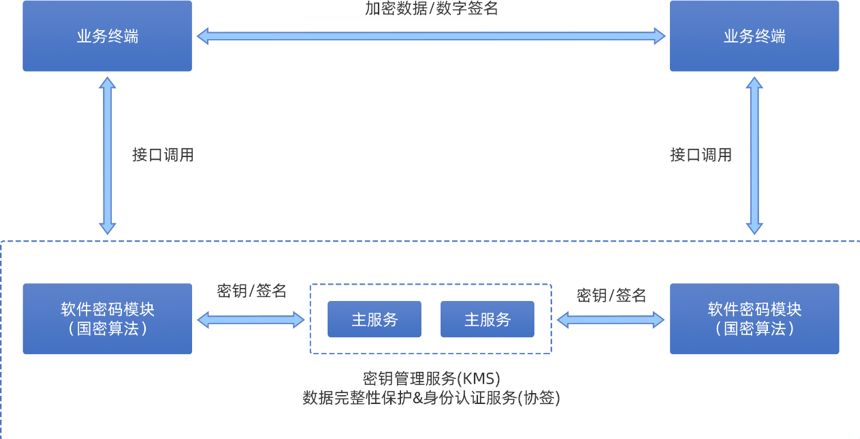 加密数据/数字签名
业务终端
业务终端
接口调用
接口调用
软件密码模块
（国密算法）
密钥/签名
主服务
主服务
密钥/签名
软件密码模块
（国密算法）
密钥管理服务(KMS)
数据完整性保护&身份认证服务(协签)